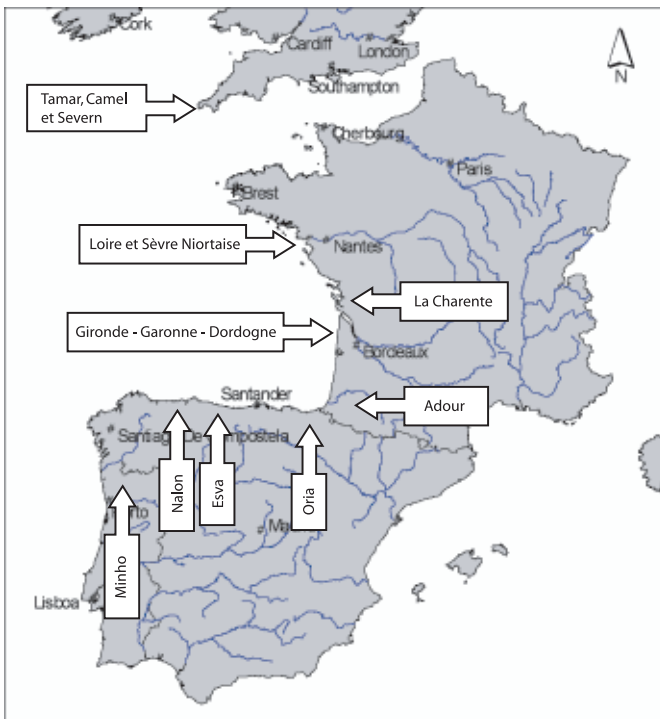 Cork
Cardiff
London
Southampton
N
Tamar, Camel
et Severn
Cherbourg
Paris
Brest
Loire et Sèvre Niortaise
Nantes
La Charente
Gironde - Garonne - Dordogne
Bordeaux
Santander
Adour
Nalon
Esva
Oria
Minho
Lisboa